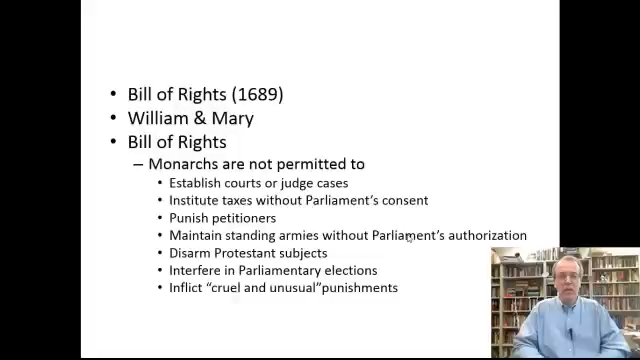 • Bill of Rights (1689)
• William & Mary
• Bill of Rights
– Monarchs are not permitted to
• Establish courts or judge cases
• Institute taxes without Parliament's consent
• Punish petitioners
• Maintain standing armies without Parliament's authorization
• Disarm Protestant subjects
• Interfere in Parliamentary elections
• Inflict "cruel and unusual"punishments